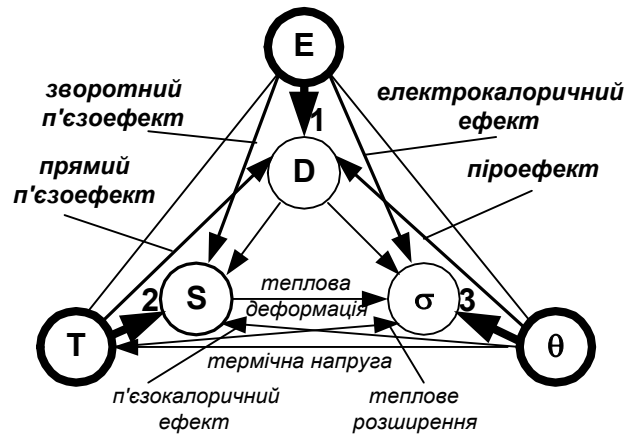 E
зворотний
п'єзоефект
електрокалоричний
ефект
1
прямий
п'єзоефект
D
піроефект
2
S
теплова
деформація
σ
3
T
θ
термічна напруга
п'єзокалоричний
ефект
теплове
розширення